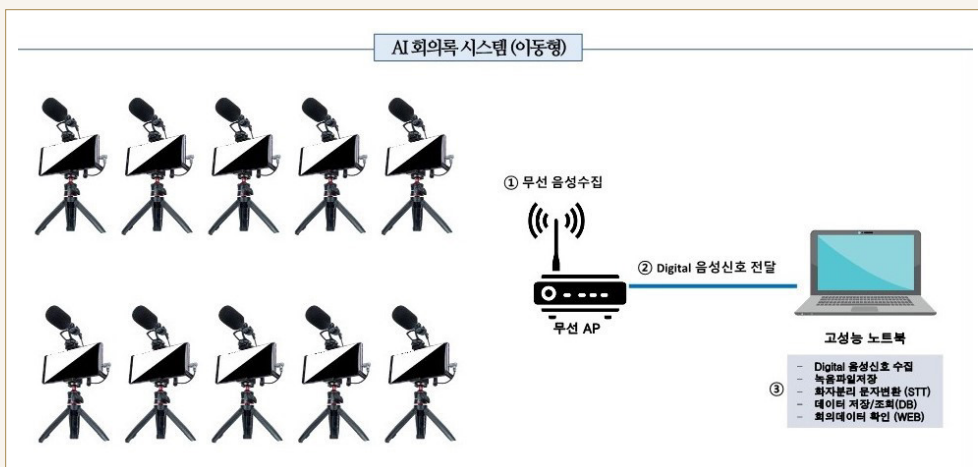 AI 회의록 시스템 (이동형)
① 무선 음성수집
② Digital 음성신호 전달
무선 AP
고성능 노트북
③
- Digital 음성신호 수집
- 녹음파일저장
- 화자분리 문자변환 (STT)
- 데이터 저장/조회(DB)
- 회의데이터 확인 (WEB)